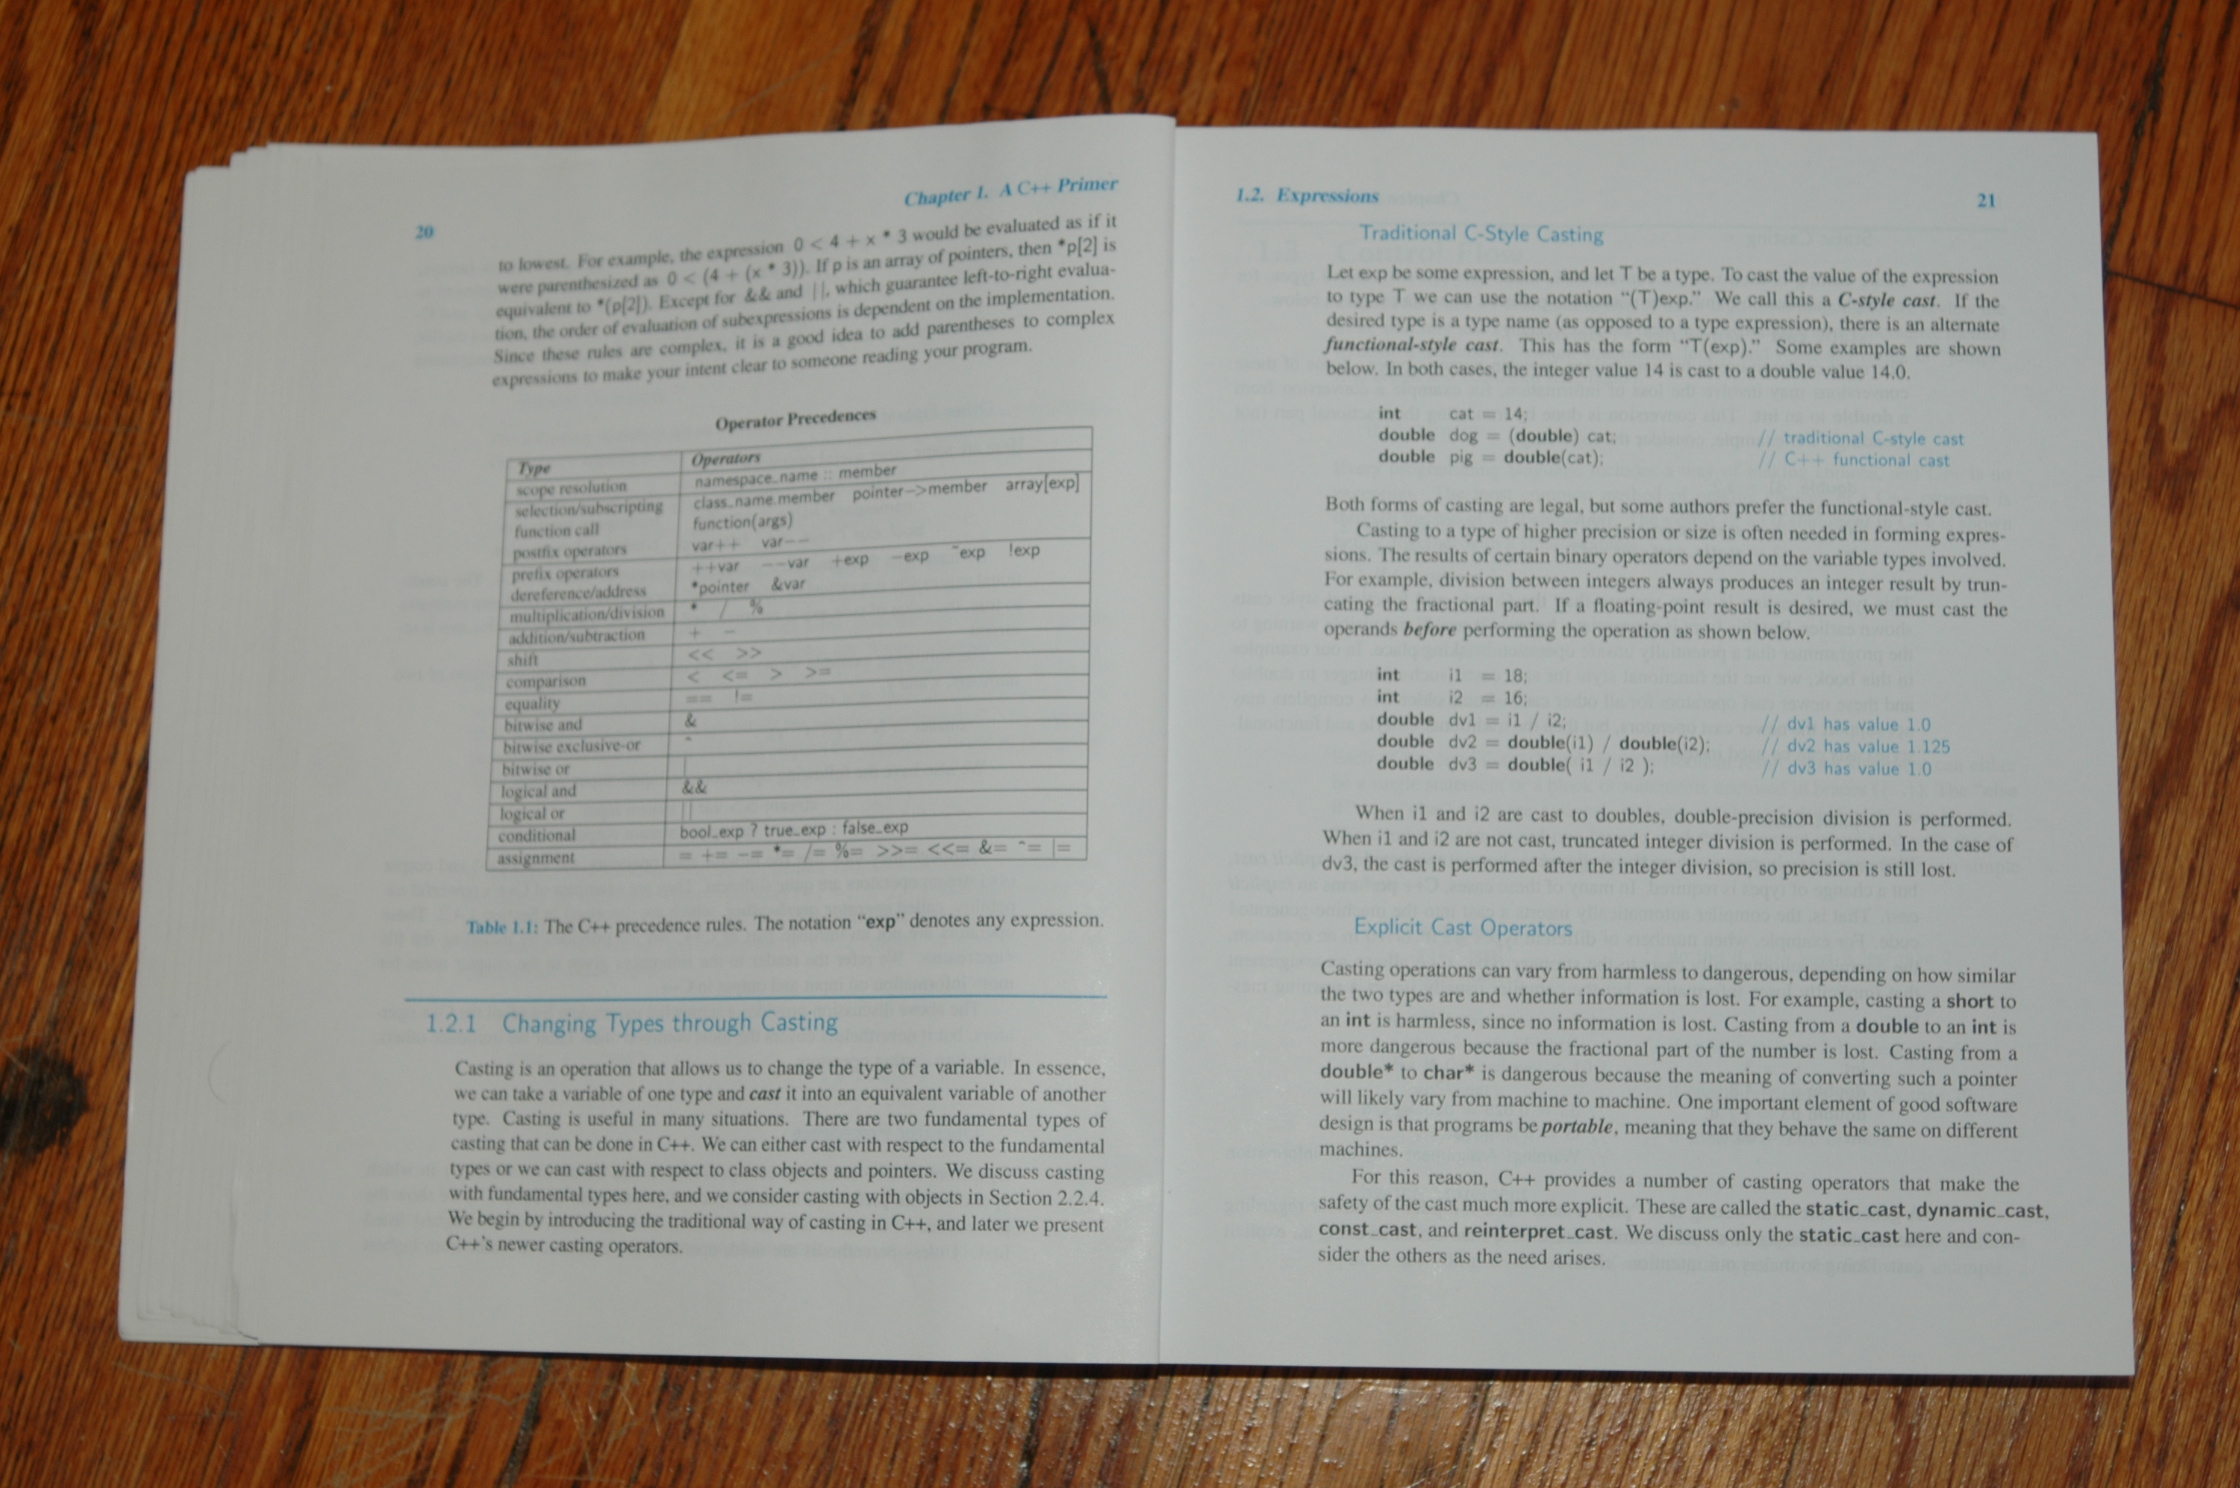 20
Chapter 1. A C++ Primer
to lowest. For example, the expression 0 < 4 + x * 3 would be evaluated as if it
were parenthesized as 0 < (4 + (x * 3)). If p is an array of pointers, then *p[2] is
equivalent to *(p[2]). Except for && and ||, which guarantee left-to-right evalua-
tion, the order of evaluation of subexpressions is dependent on the implementation.
Since these rules are complex, it is a good idea to add parentheses to complex
expressions to make your intent clear to someone reading your program.
Operator Precedences
Type Operators
scope resolution namespace_name :: member
selection/subscripting class_name.member pointer->member array[exp]
function call function(args)
postfix operators var++ var--
prefix operators ++var --var +exp -exp ~exp !exp
dereference/address *pointer &var
multiplication/division * / %
addition/subtraction + -
shift << >>
comparison < <= > >=
equality == !=
bitwise and &
bitwise exclusive-or ^
bitwise or |
logical and &&
logical or ||
conditional bool_exp ? true_exp : false_exp
assignment = += -= *= /= %= >>= <<= &= ^= |=
Table 1.1: The C++ precedence rules. The notation “exp” denotes any expression.
1.2.1 Changing Types through Casting
Casting is an operation that allows us to change the type of a variable. In essence,
we can take a variable of one type and cast it into an equivalent variable of another
type. Casting is useful in many situations. There are two fundamental types of
casting that can be done in C++. We can either cast with respect to the fundamental
types or we can cast with respect to class objects and pointers. We discuss casting
with fundamental types here, and we consider casting with objects in Section 2.2.4.
We begin by introducing the traditional way of casting in C++, and later we present
C++'s newer casting operators.
1.2. Expressions
21
Traditional C-Style Casting
Let exp be some expression, and let T be a type. To cast the value of the expression
to type T we can use the notation “(T)exp.” We call this a C-style cast. If the
desired type is a type name (as opposed to a type expression), there is an alternate
functional-style cast. This has the form “T(exp).” Some examples are shown
below. In both cases, the integer value 14 is cast to a double value 14.0.
int cat = 14;
double dog = (double) cat; // traditional C-style cast
double pig = double(cat); // C++ functional cast
Both forms of casting are legal, but some authors prefer the functional-style cast.
Casting to a type of higher precision or size is often needed in forming expres-
sions. The results of certain binary operators depend on the variable types involved.
For example, division between integers always produces an integer result by trun-
cating the fractional part. If a floating-point result is desired, we must cast the
operands before performing the operation as shown below.
int i1 = 18;
int i2 = 16;
double dv1 = i1 / i2; // dv1 has value 1.0
double dv2 = double(i1) / double(i2); // dv2 has value 1.125
double dv3 = double( i1 / i2 ); // dv3 has value 1.0
When i1 and i2 are cast to doubles, double-precision division is performed.
When i1 and i2 are not cast, truncated integer division is performed. In the case of
dv3, the cast is performed after the integer division, so precision is still lost.
Explicit Cast Operators
Casting operations can vary from harmless to dangerous, depending on how similar
the two types are and whether information is lost. For example, casting a short to
an int is harmless, since no information is lost. Casting from a double to an int is
more dangerous because the fractional part of the number is lost. Casting from a
double* to char* is dangerous because the meaning of converting such a pointer
will likely vary from machine to machine. One important element of good software
design is that programs be portable, meaning that they behave the same on different
machines.
For this reason, C++ provides a number of casting operators that make the
safety of the cast much more explicit. These are called the static_cast, dynamic_cast,
const_cast, and reinterpret_cast. We discuss only the static_cast here and con-
sider the others as the need arises.